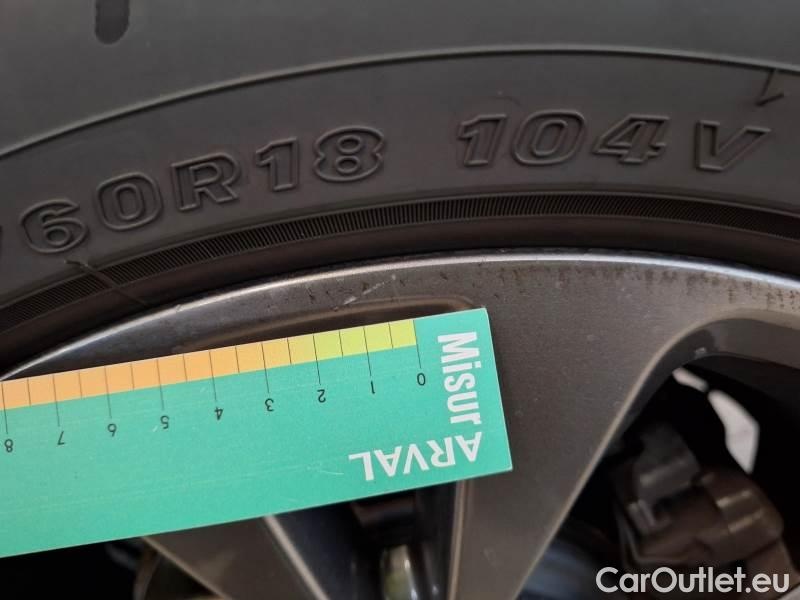 /60R18 104V
Misur
ARVAL
0 1 2 3 4 5 6 7 8
CarOutlet.eu